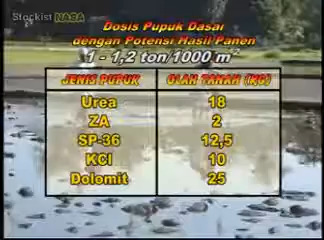 Stockist NASA
Dosis Pupuk Dasar
dengan Potensi Hasil Panen
1 - 1,2 ton/1000 m
JENIS PUPUK OLAH TANAH (KG)
Urea 18
ZA 2
SP-36 12,5
KCl 10
Dolomit 25